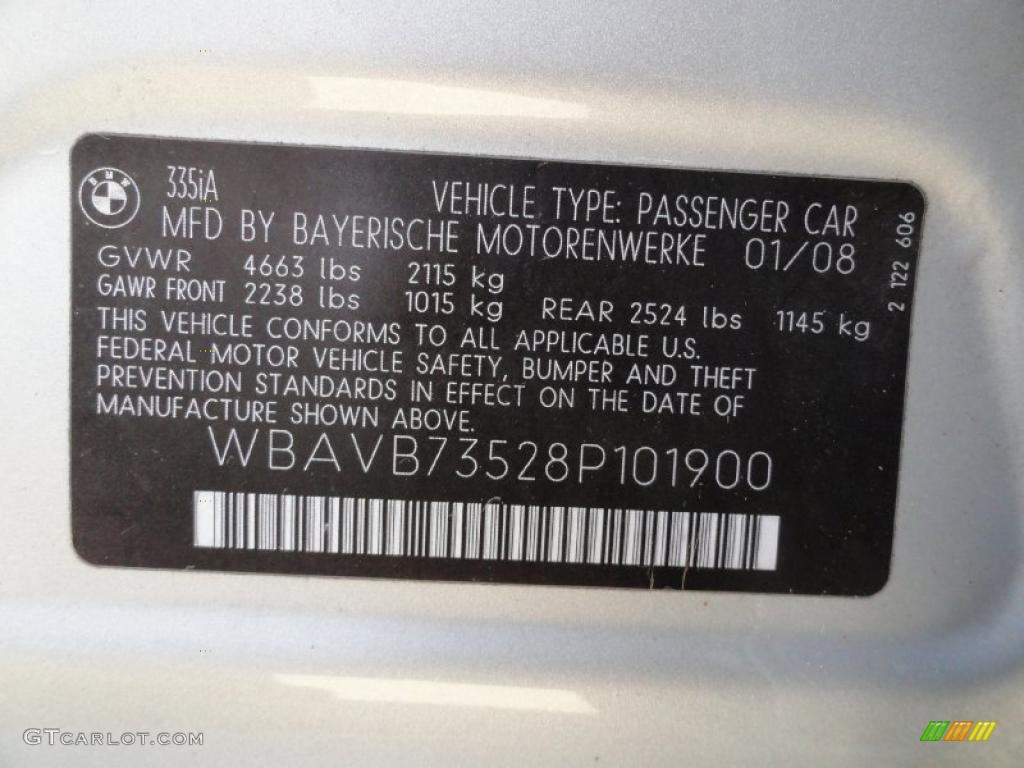 BMW
335iA
VEHICLE TYPE: PASSENGER CAR
MFD BY BAYERISCHE MOTORENWERKE 01/08
GVWR 4663 lbs 2115 kg
GAWR FRONT 2238 lbs 1015 kg REAR 2524 lbs 1145 kg
THIS VEHICLE CONFORMS TO ALL APPLICABLE U.S.
FEDERAL MOTOR VEHICLE SAFETY, BUMPER AND THEFT
PREVENTION STANDARDS IN EFFECT ON THE DATE OF
MANUFACTURE SHOWN ABOVE.
WBAVB73528P101900
2 122 606
GTCARLOT.COM